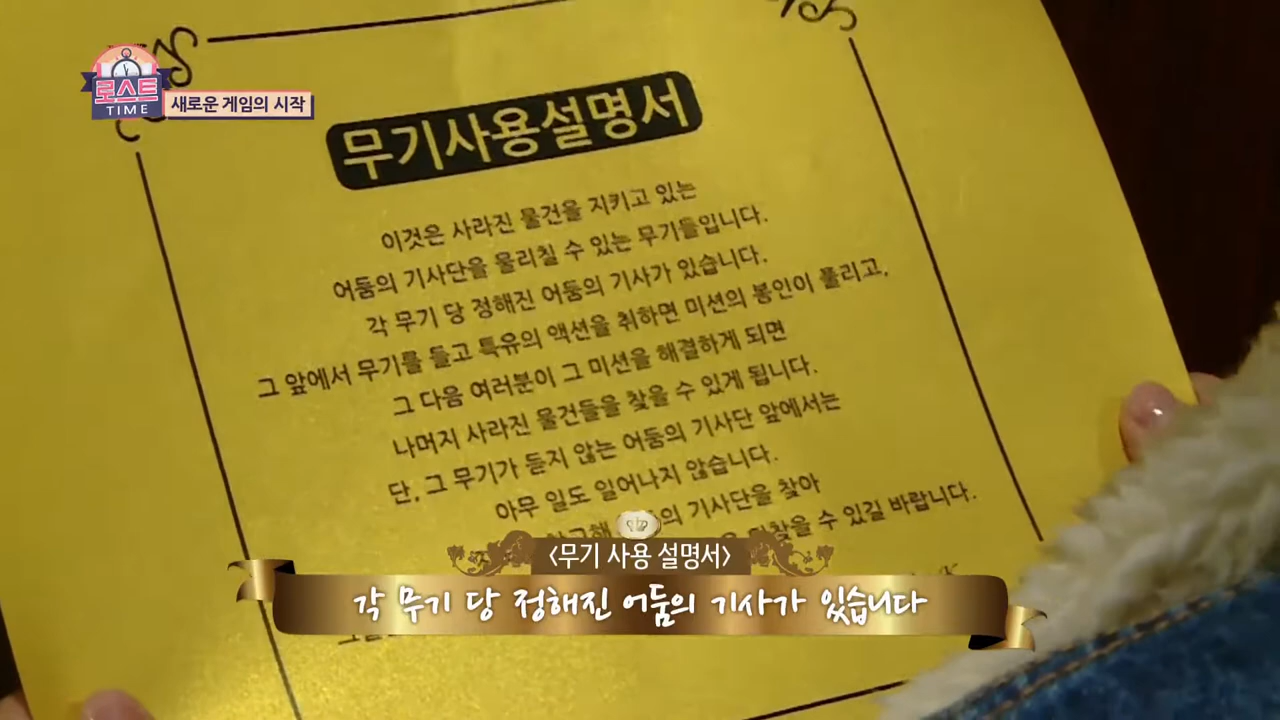 로스트
TIME
새로운 게임의 시작
무기사용설명서
이것은 사라진 물건을 지키고 있는
어둠의 기사단을 물리칠 수 있는 무기들입니다.
각 무기 당 정해진 어둠의 기사가 있습니다.
그 앞에서 무기를 들고 특유의 액션을 취하면 미션의 봉인이 풀리고,
그 다음 여러분이 그 미션을 해결하게 되면
나머지 사라진 물건들을 찾을 수 있게 됩니다.
단, 그 무기가 듣지 않는 어둠의 기사단 앞에서는
아무 일도 일어나지 않습니다.
의 기사단을 찾아
되찾을 수 있길 바랍니다.
<무기 사용 설명서>
각 무기 당 정해진 어둠의 기사가 있습니다